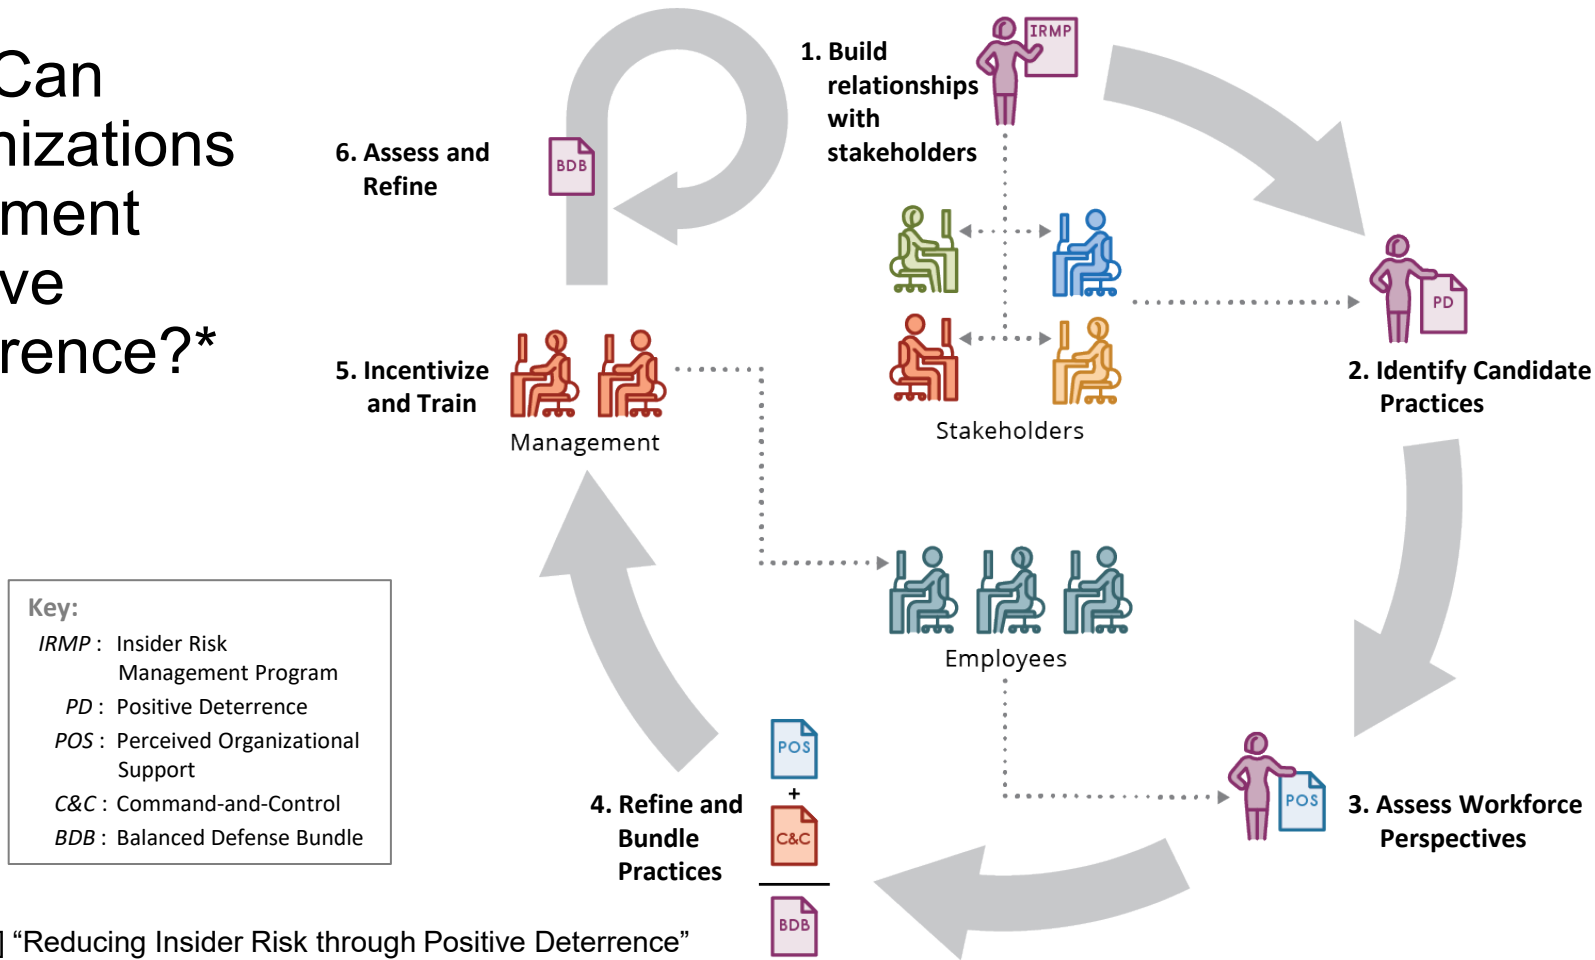 Can
nizations
ment
ve
rence?*
1. Build
relationships
with
stakeholders
IRMP
6. Assess and
Refine
BDB
PD
2. Identify Candidate
Practices
5. Incentivize
and Train
Management
Stakeholders
Employees
Key:
IRMP : Insider Risk
Management Program
PD : Positive Deterrence
POS : Perceived Organizational
Support
C&C : Command-and-Control
BDB : Balanced Defense Bundle
4. Refine and
Bundle
Practices
POS
+
C&C
BDB
POS
3. Assess Workforce
Perspectives
] “Reducing Insider Risk through Positive Deterrence”